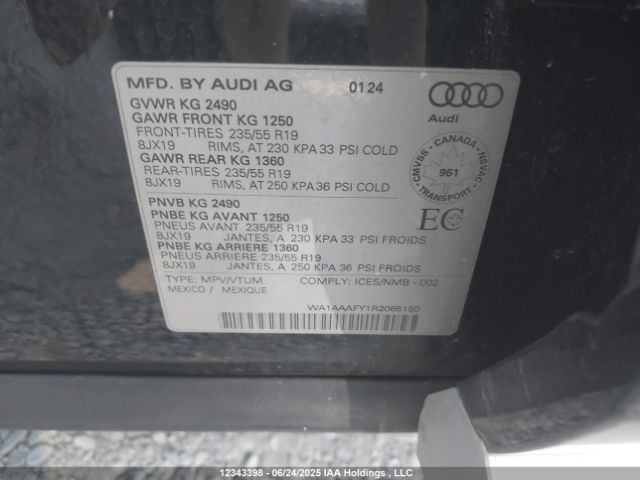 MFD. BY AUDI AG 0124
Audi
GVWR KG 2490
GAWR FRONT KG 1250
FRONT-TIRES 235/55 R19
8JX19 RIMS, AT 230 KPA 33 PSI COLD
GAWR REAR KG 1360
REAR-TIRES 235/55 R19
8JX19 RIMS, AT 250 KPA 36 PSI COLD
CANADA
CMVSS NSVAC
961
TRANSPORT
PNVB KG 2490
PNBE KG AVANT 1250
PNEUS AVANT 235/55 R19
8JX19 JANTES, A 230 KPA 33 PSI FROIDS
PNBE KG ARRIERE 1360
PNEUS ARRIERE 235/55 R19
8JX19 JANTES, A 250 KPA 36 PSI FROIDS
EC
TYPE: MPV/VTUM COMPLY: ICES/NMB - 002
MEXICO / MEXIQUE
WA1AAAFY1R2065150
12343398 - 06/24/2025 IAA Holdings , LLC